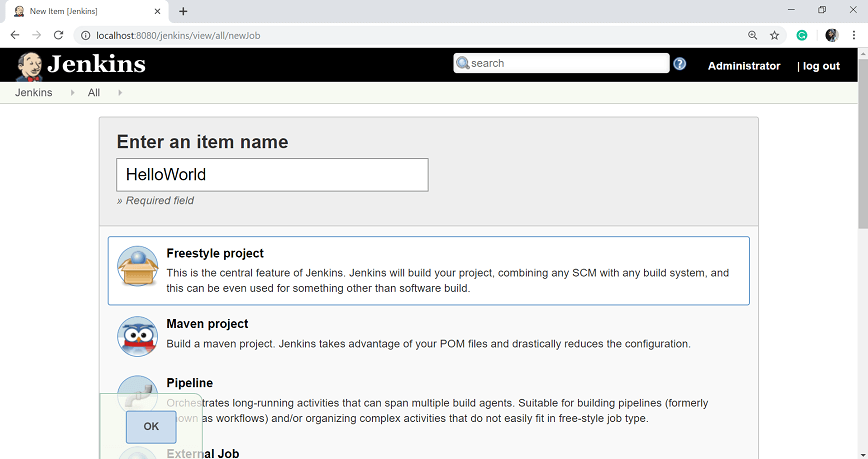 New Item [Jenkins]
localhost:8080/jenkins/view/all/newJob
Jenkins
search
Administrator
| log out
Jenkins
All
Enter an item name
HelloWorld
» Required field
Freestyle project
This is the central feature of Jenkins. Jenkins will build your project, combining any SCM with any build system, and
this can be even used for something other than software build.
Maven project
Build a maven project. Jenkins takes advantage of your POM files and drastically reduces the configuration.
Pipeline
Orchestrates long-running activities that can span multiple build agents. Suitable for building pipelines (formerly
known as workflows) and/or organizing complex activities that do not easily fit in free-style job type.
OK
External Job